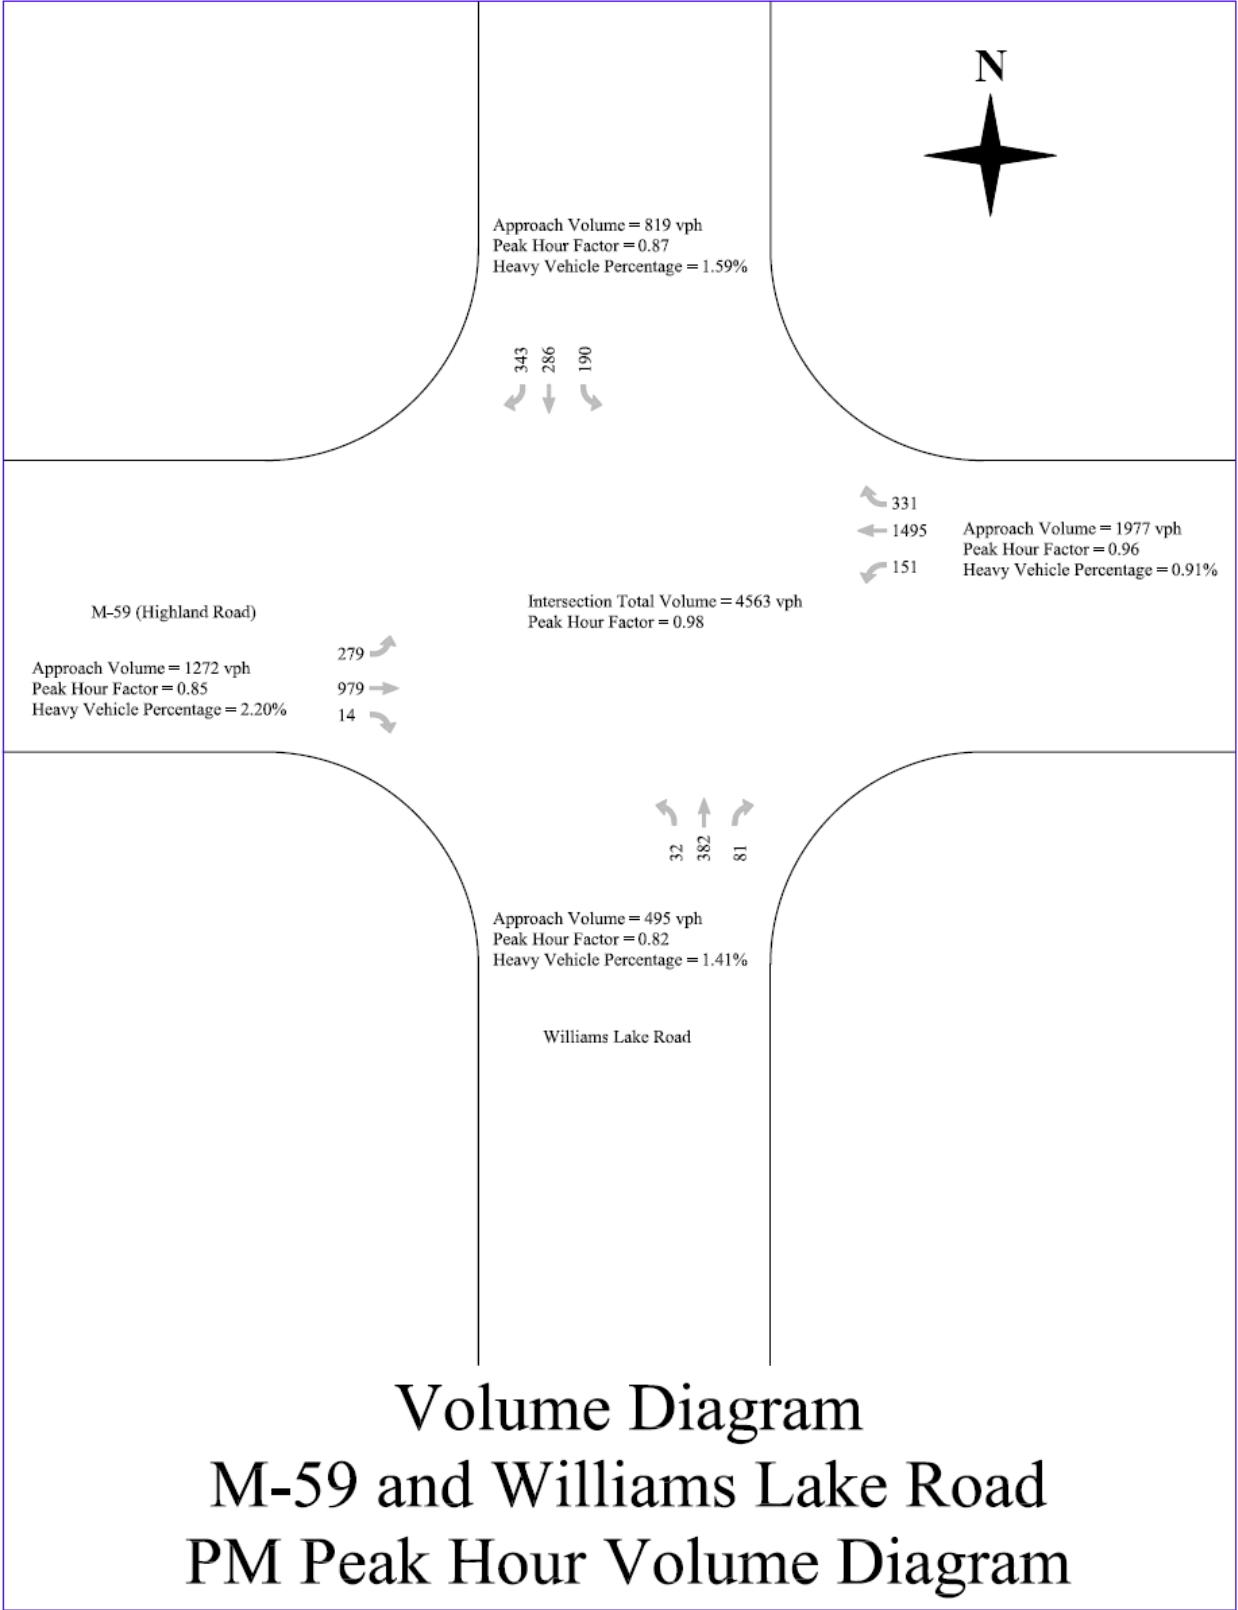 N
Approach Volume = 819 vph
Peak Hour Factor = 0.87
Heavy Vehicle Percentage = 1.59%
343 286 190
331
1495
151
Approach Volume = 1977 vph
Peak Hour Factor = 0.96
Heavy Vehicle Percentage = 0.91%
Intersection Total Volume = 4563 vph
Peak Hour Factor = 0.98
M-59 (Highland Road)
Approach Volume = 1272 vph
Peak Hour Factor = 0.85
Heavy Vehicle Percentage = 2.20%
279
979
14
32 382 81
Approach Volume = 495 vph
Peak Hour Factor = 0.82
Heavy Vehicle Percentage = 1.41%
Williams Lake Road
Volume Diagram
M-59 and Williams Lake Road
PM Peak Hour Volume Diagram